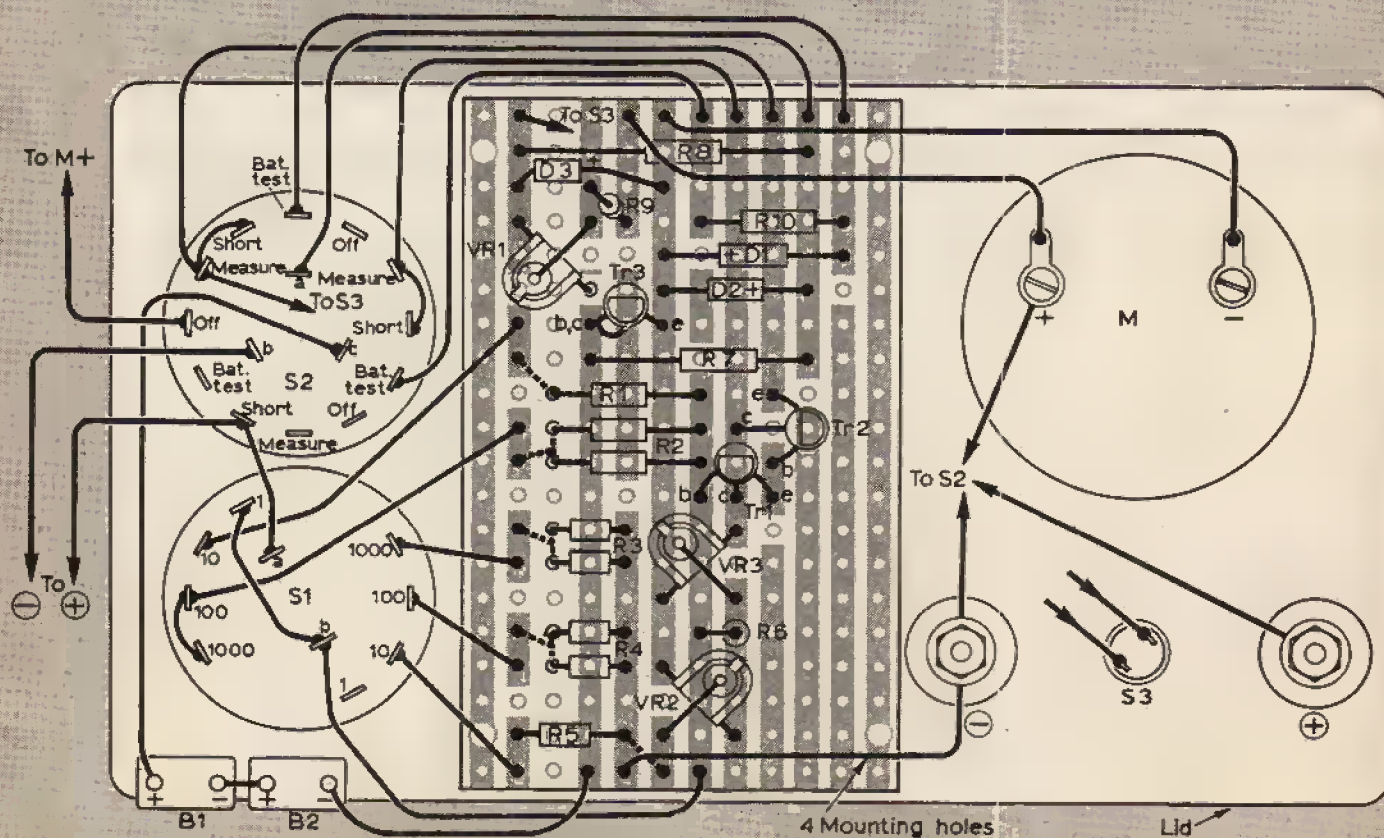 To S3
R8
To M+
Bat.
test
D3 +
R9
Short
Off
R10
VR1
Measure
a
Measure
+ D1
Tr3
To S3
D2+
Off
Short
b,c
e
+
M
−
b
c
R7
Bat.
test
S2
Bat.
test
R1
e
Short
Off
c
Tr2
Measure
R2
b
To S2
b
c
e
Tr1
1
10
a
1000
R3
VR3
To
− +
100
S1
100
b
R6
1000
10
R4
S3
1
VR2
−
+
R5
+
−
+
−
B1
B2
4 Mounting holes
Lid